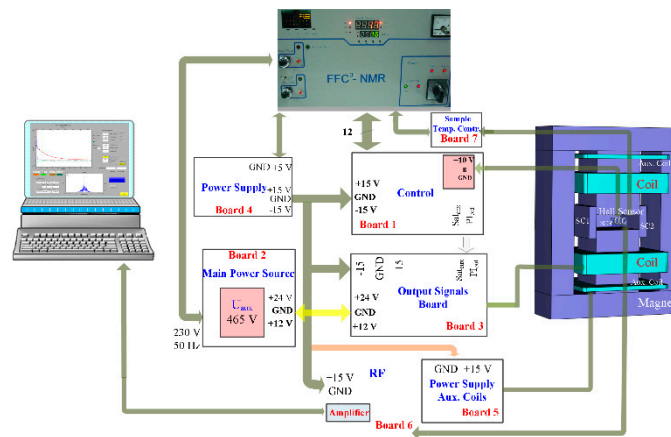 FFC³- NMR
12
Sample
Temp. Contr.
Board 7
GND +5 V
Power Supply
+15 V
GND
-15 V
Board 4
+15 V
GND
-15 V
Control
-10 V
GND
Board 1
Aux. Coil
Coil
Hall Sensor
SC1
SC2
Coil
Aux. Coil
Magnet
Board 2
Main Power Source
465 V
+24 V
GND
+12 V
230 V
50 Hz
-15
GND
15
+24 V
GND
+12 V
Output Signals
Board
Board 3
+15 V
GND
RF
Amplifier
Board 6
GND +15 V
Power Supply
Aux. Coils
Board 5